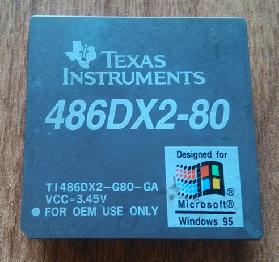 TEXAS
INSTRUMENTS
486DX2-80
Designed for
Microsoft®
Windows 95
TI486DX2-G80-GA
VCC=3.45V
FOR OEM USE ONLY